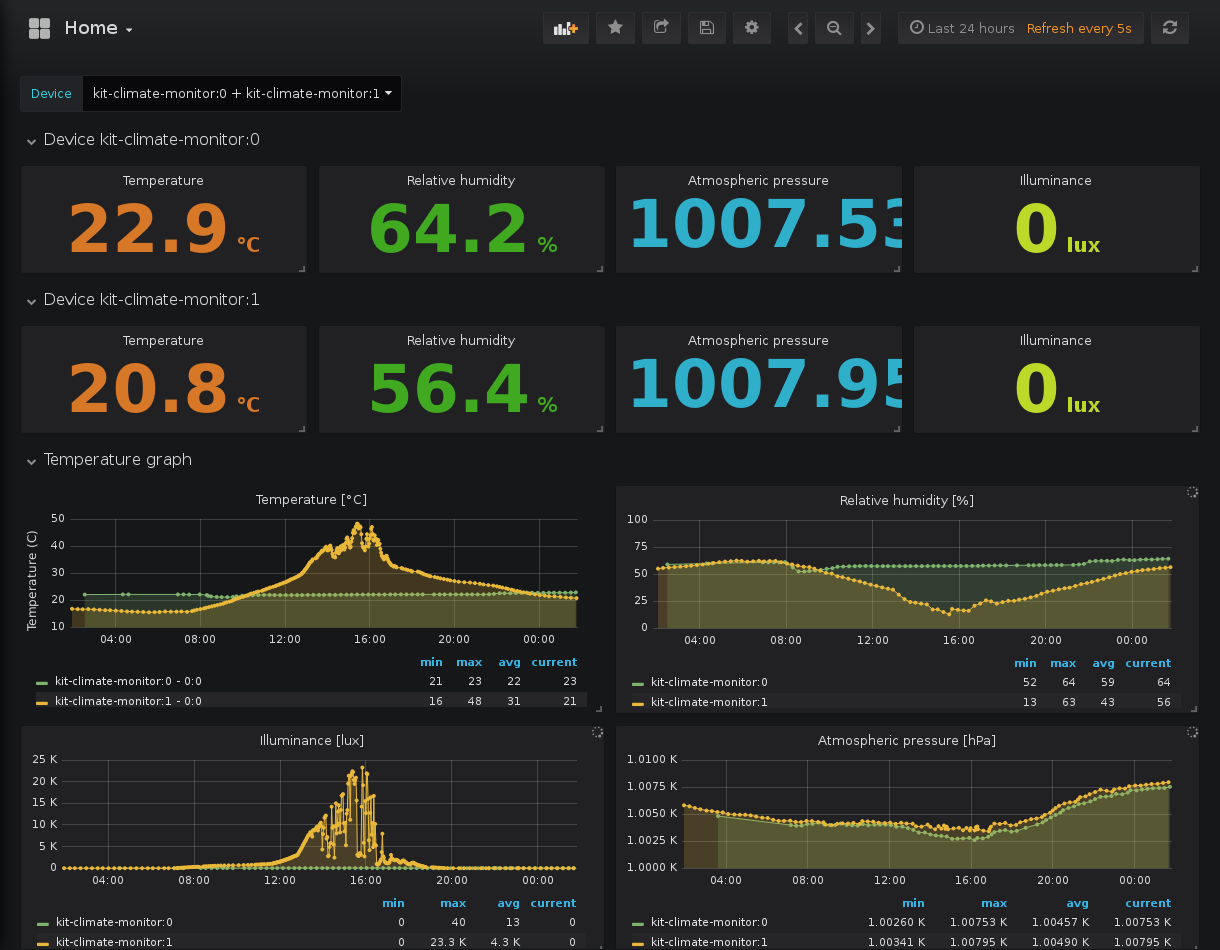 Home
Last 24 hours Refresh every 5s
Device kit-climate-monitor:0 + kit-climate-monitor:1
Device kit-climate-monitor:0
Temperature Relative humidity Atmospheric pressure Illuminance
22.9 °C 64.2 % 1007.53 0 lux
Device kit-climate-monitor:1
Temperature Relative humidity Atmospheric pressure Illuminance
20.8 °C 56.4 % 1007.95 0 lux
Temperature graph
Temperature [°C]
Temperature (C)
50
40
30
20
10
04:00 08:00 12:00 16:00 20:00 00:00
min max avg current
kit-climate-monitor:0 - 0:0 21 23 22 23
kit-climate-monitor:1 - 0:0 16 48 31 21
Relative humidity [%]
100
75
50
25
0
04:00 08:00 12:00 16:00 20:00 00:00
min max avg current
kit-climate-monitor:0 52 64 59 64
kit-climate-monitor:1 13 63 43 56
Illuminance [lux]
25 K
20 K
15 K
10 K
5 K
0
04:00 08:00 12:00 16:00 20:00 00:00
min max avg current
kit-climate-monitor:0 0 40 13 0
kit-climate-monitor:1 0 23.3 K 4.3 K 0
Atmospheric pressure [hPa]
1.0100 K
1.0075 K
1.0050 K
1.0025 K
1.0000 K
04:00 08:00 12:00 16:00 20:00 00:00
min max avg current
kit-climate-monitor:0 1.00260 K 1.00753 K 1.00457 K 1.00753 K
kit-climate-monitor:1 1.00341 K 1.00795 K 1.00490 K 1.00795 K